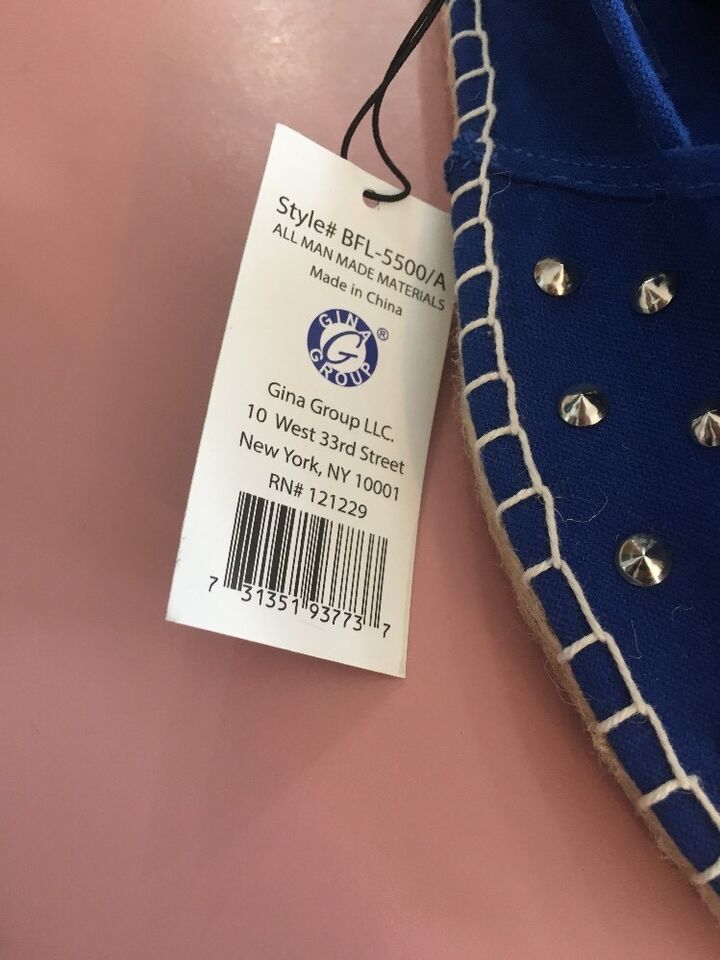 Style# BFL-5500/A
ALL MAN MADE MATERIALS
Made in China
GINA
G
GROUP
®
Gina Group LLC.
10 West 33rd Street
New York, NY 10001
RN# 121229
7 31351 93773 7